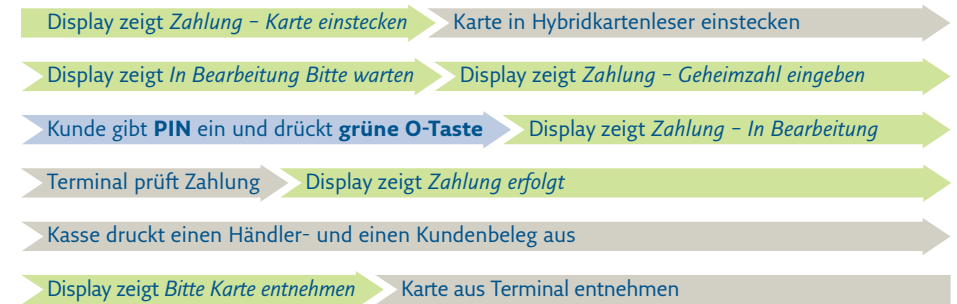 Display zeigt Zahlung – Karte einstecken Karte in Hybridkartenleser einstecken
Display zeigt In Bearbeitung Bitte warten Display zeigt Zahlung – Geheimzahl eingeben
Kunde gibt PIN ein und drückt grüne O-Taste Display zeigt Zahlung – In Bearbeitung
Terminal prüft Zahlung Display zeigt Zahlung erfolgt
Kasse druckt einen Händler- und einen Kundenbeleg aus
Display zeigt Bitte Karte entnehmen Karte aus Terminal entnehmen